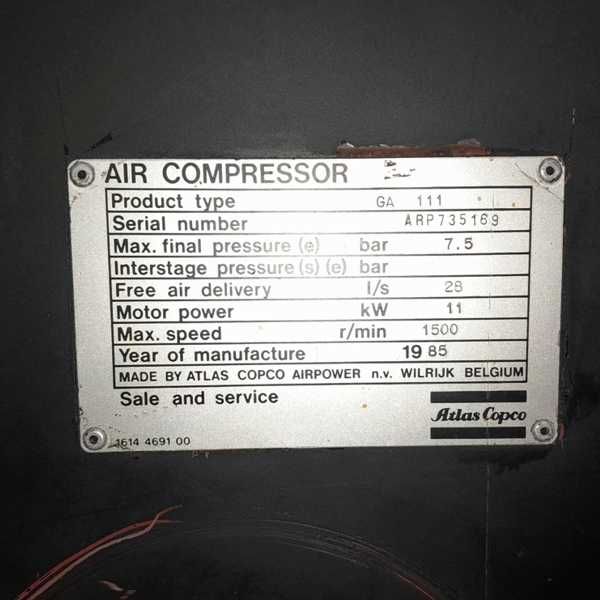 AIR COMPRESSOR
Product type GA 111
Serial number ARP735169
Max. final pressure (e) bar 7.5
Interstage pressure (s) (e) bar
Free air delivery l/s 28
Motor power kW 11
Max. speed r/min 1500
Year of manufacture 1985
MADE BY ATLAS COPCO AIRPOWER n.v. WILRIJK BELGIUM
Sale and service
Atlas Copco
1614 4691 00